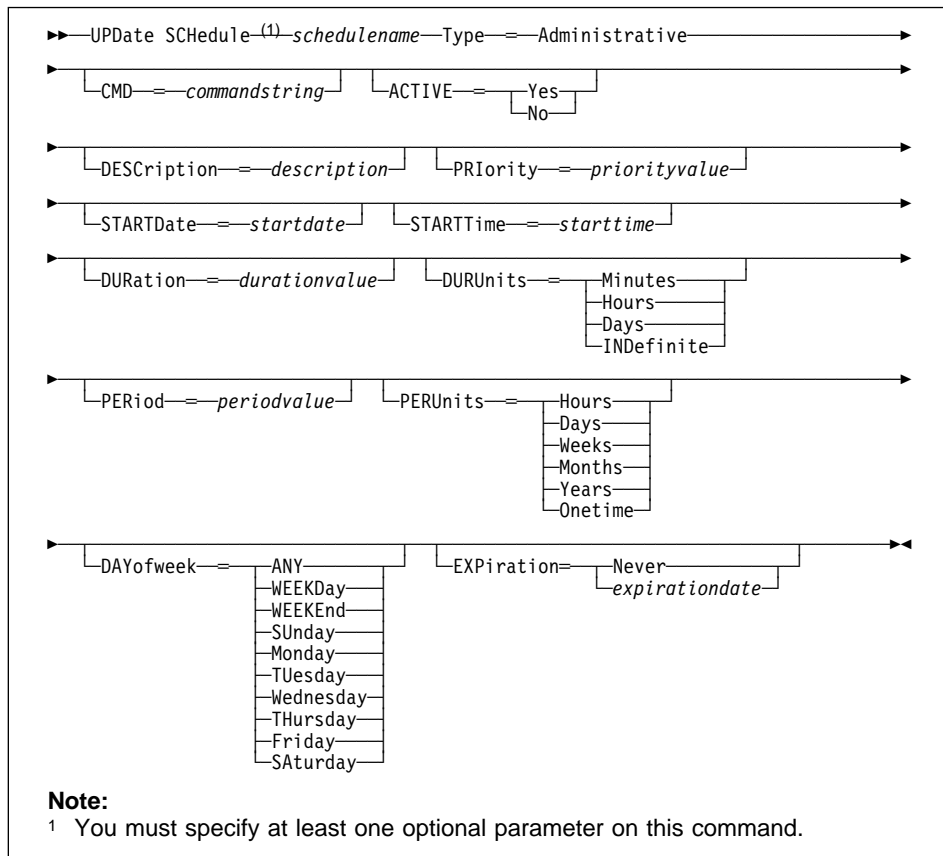 UPDate SCHedule (1) schedulename Type = Administrative
CMD = commandstring ACTIVE = Yes
No
DESCription = description PRIority = priorityvalue
STARTDate = startdate STARTTime = starttime
DURation = durationvalue DURUnits = Minutes
Hours
Days
INDefinite
PERiod = periodvalue PERUnits = Hours
Days
Weeks
Months
Years
Onetime
DAYofweek = ANY EXPiration= Never
WEEKDay expirationdate
WEEKEnd
SUnday
Monday
TUesday
Wednesday
THursday
Friday
SAturday
Note:
1 You must specify at least one optional parameter on this command.